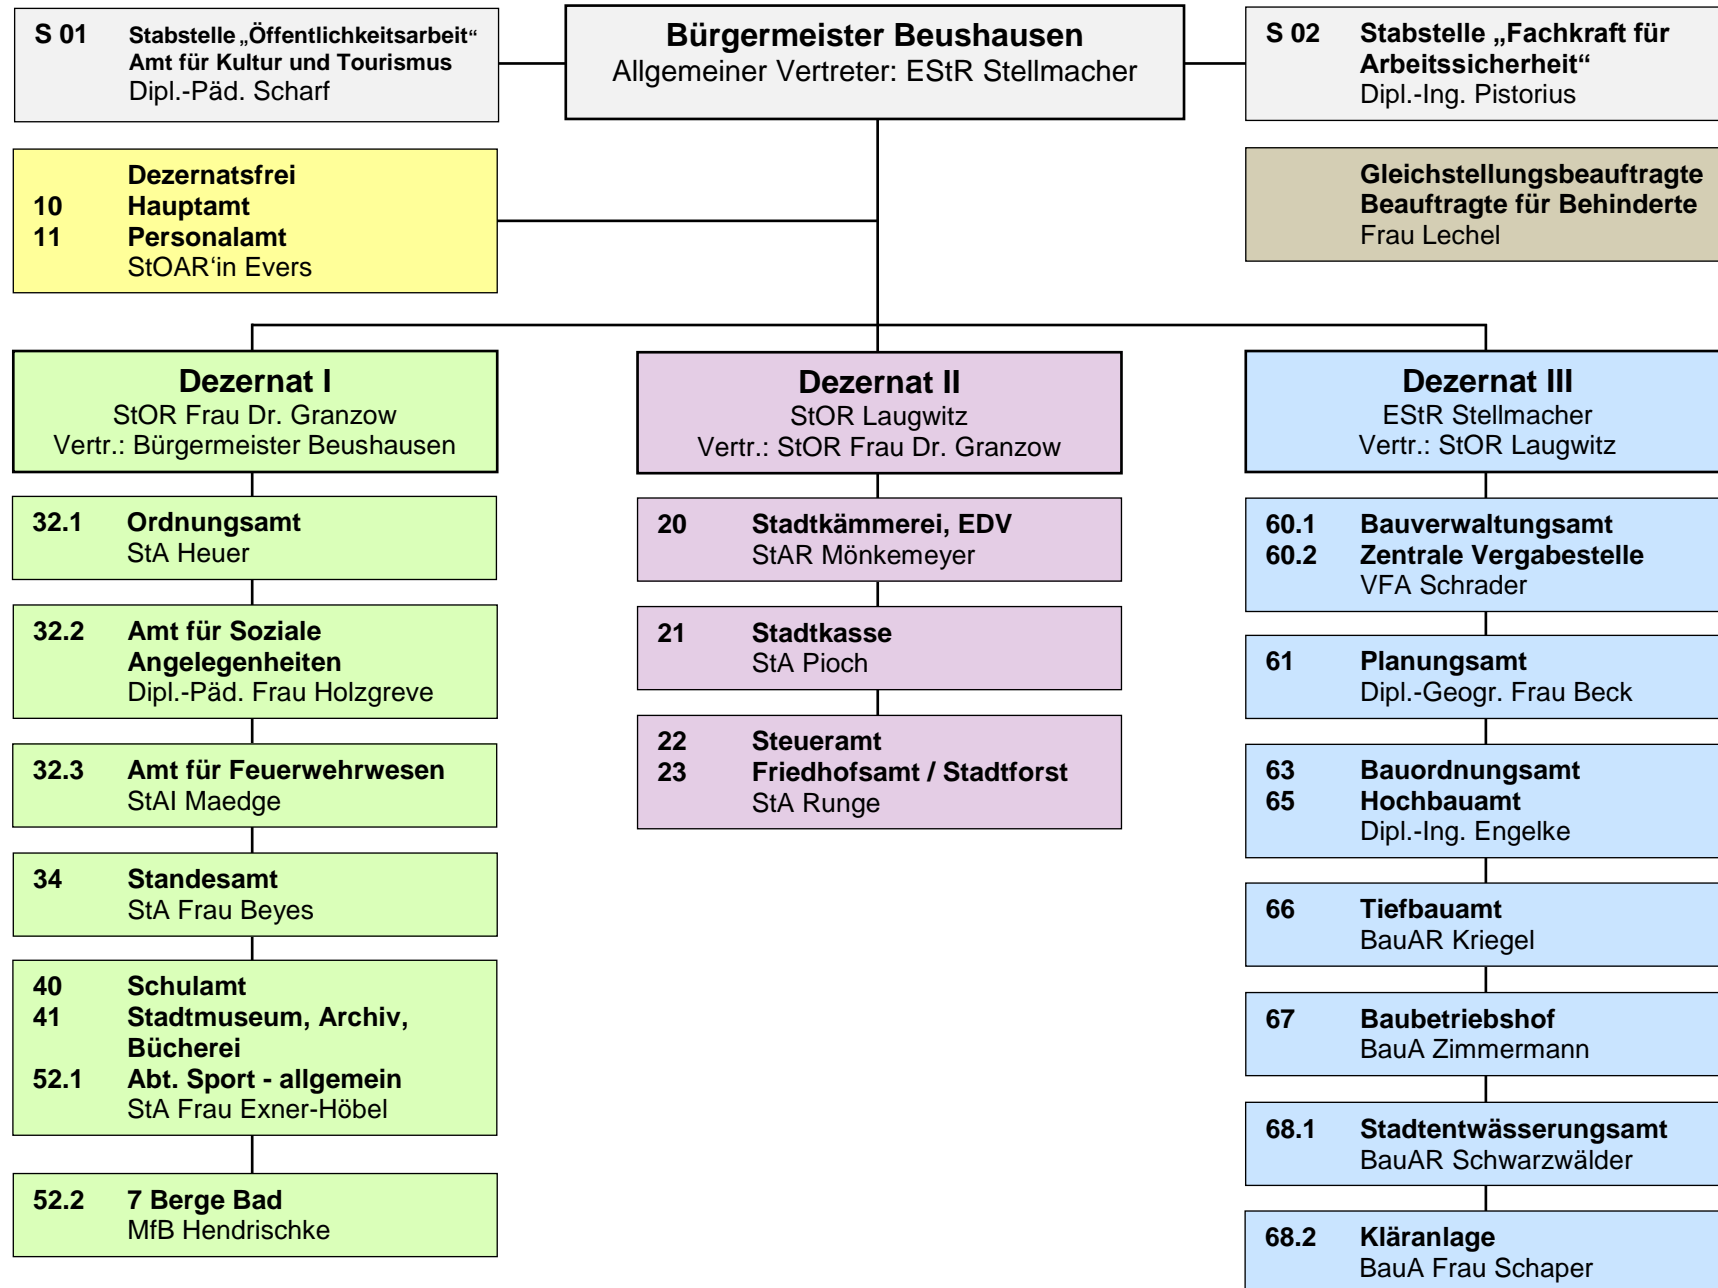 S 01 Stabstelle „Öffentlichkeitsarbeit“
Amt für Kultur und Tourismus
Dipl.-Päd. Scharf
Bürgermeister Beushausen
Allgemeiner Vertreter: EStR Stellmacher
S 02 Stabstelle „Fachkraft für
Arbeitssicherheit“
Dipl.-Ing. Pistorius
Dezernatsfrei
10 Hauptamt
11 Personalamt
StOAR‘in Evers
Gleichstellungsbeauftragte
Beauftragte für Behinderte
Frau Lechel
Dezernat I
StOR Frau Dr. Granzow
Vertr.: Bürgermeister Beushausen
32.1 Ordnungsamt
StA Heuer
32.2 Amt für Soziale
Angelegenheiten
Dipl.-Päd. Frau Holzgreve
32.3 Amt für Feuerwehrwesen
StAI Maedge
34 Standesamt
StA Frau Beyes
40 Schulamt
41 Stadtmuseum, Archiv,
Bücherei
52.1 Abt. Sport - allgemein
StA Frau Exner-Höbel
52.2 7 Berge Bad
MfB Hendrischke
Dezernat II
StOR Laugwitz
Vertr.: StOR Frau Dr. Granzow
20 Stadtkämmerei, EDV
StAR Mönkemeyer
21 Stadtkasse
StA Pioch
22 Steueramt
23 Friedhofsamt / Stadtforst
StA Runge
Dezernat III
EStR Stellmacher
Vertr.: StOR Laugwitz
60.1 Bauverwaltungsamt
60.2 Zentrale Vergabestelle
VFA Schrader
61 Planungsamt
Dipl.-Geogr. Frau Beck
63 Bauordnungsamt
65 Hochbauamt
Dipl.-Ing. Engelke
66 Tiefbauamt
BauAR Kriegel
67 Baubetriebshof
BauA Zimmermann
68.1 Stadtentwässerungsamt
BauAR Schwarzwälder
68.2 Kläranlage
BauA Frau Schaper